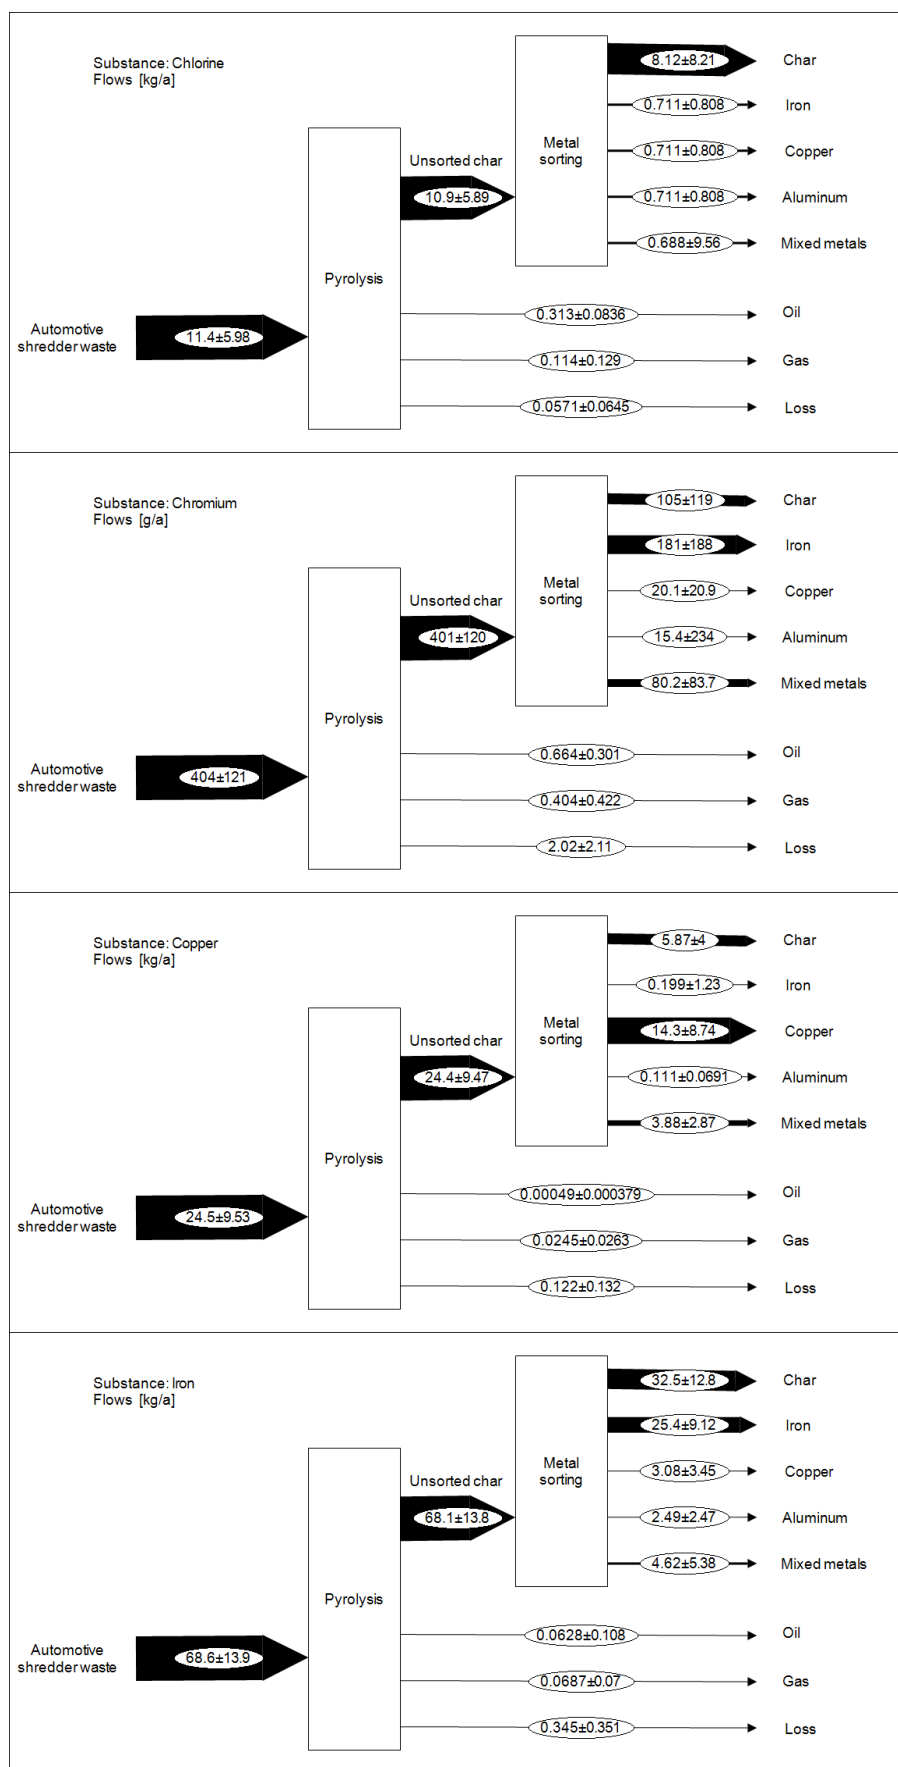 Substance: Chlorine
Flows [kg/a]
8.12±8.21
Char
0.711±0.808
Iron
Metal
sorting
0.711±0.808
Copper
Unsorted char
10.9±5.89
0.711±0.808
Aluminum
0.688±9.56
Mixed metals
Pyrolysis
Automotive
shredder waste
11.4±5.98
0.313±0.0836
Oil
0.114±0.129
Gas
0.0571±0.0645
Loss
Substance: Chromium
Flows [g/a]
105±119
Char
181±188
Iron
Metal
sorting
20.1±20.9
Copper
Unsorted char
401±120
15.4±234
Aluminum
80.2±83.7
Mixed metals
Pyrolysis
Automotive
shredder waste
404±121
0.664±0.301
Oil
0.404±0.422
Gas
2.02±2.11
Loss
Substance: Copper
Flows [kg/a]
5.87±4
Char
0.199±1.23
Iron
Metal
sorting
14.3±8.74
Copper
Unsorted char
24.4±9.47
0.111±0.0691
Aluminum
3.88±2.87
Mixed metals
Pyrolysis
Automotive
shredder waste
24.5±9.53
0.00049±0.000379
Oil
0.0245±0.0263
Gas
0.122±0.132
Loss
Substance: Iron
Flows [kg/a]
32.5±12.8
Char
25.4±9.12
Iron
Metal
sorting
3.08±3.45
Copper
Unsorted char
68.1±13.8
2.49±2.47
Aluminum
4.62±5.38
Mixed metals
Pyrolysis
Automotive
shredder waste
68.6±13.9
0.0628±0.108
Oil
0.0687±0.07
Gas
0.345±0.351
Loss